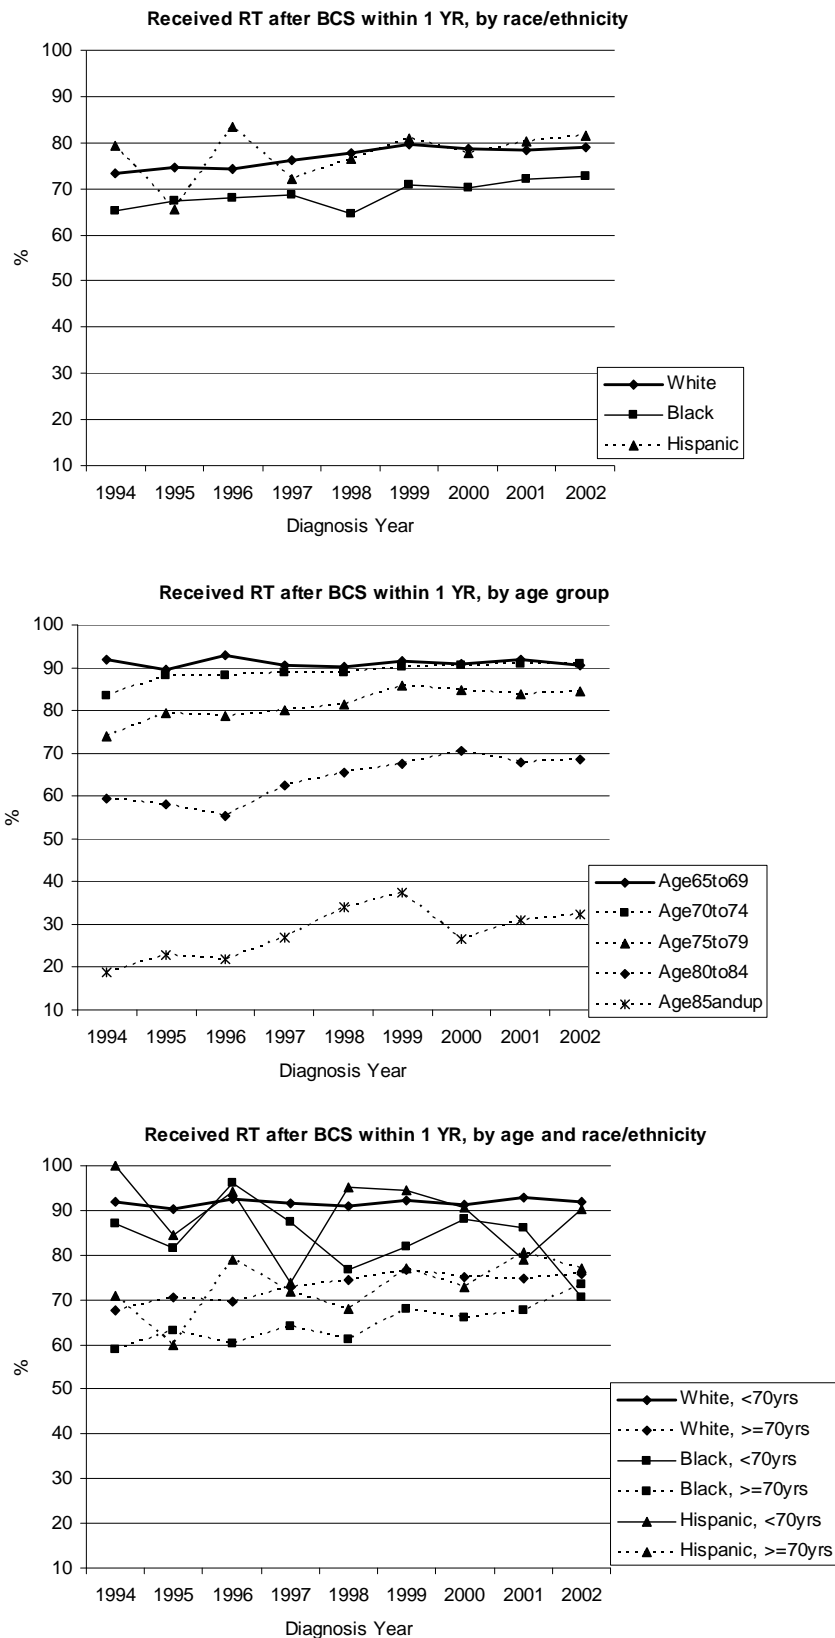 Received RT after BCS within 1 YR, by race/ethnicity
100
90
80
70
60
50
40
30
20
10
%
1994 1995 1996 1997 1998 1999 2000 2001 2002
Diagnosis Year
White
Black
Hispanic
Received RT after BCS within 1 YR, by age group
100
90
80
70
60
50
40
30
20
10
%
1994 1995 1996 1997 1998 1999 2000 2001 2002
Diagnosis Year
Age65to69
Age70to74
Age75to79
Age80to84
Age85andup
Received RT after BCS within 1 YR, by age and race/ethnicity
100
90
80
70
60
50
40
30
20
10
%
1994 1995 1996 1997 1998 1999 2000 2001 2002
Diagnosis Year
White, <70yrs
White, >=70yrs
Black, <70yrs
Black, >=70yrs
Hispanic, <70yrs
Hispanic, >=70yrs